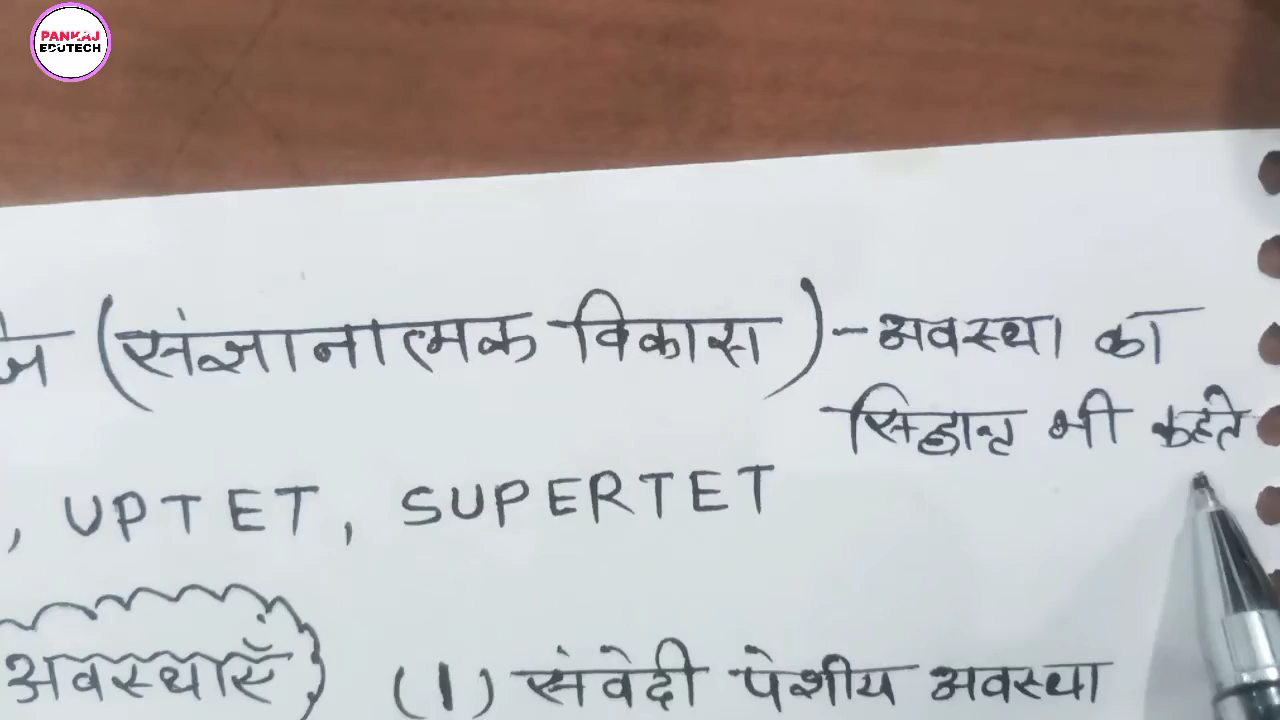 PANKAJ
EDUTECH
(संज्ञानात्मक विकास) - अवस्था का
सिद्धान्त भी कहते
, UPTET, SUPERTET
अवस्थाएँ (1) संवेदी पेशीय अवस्था